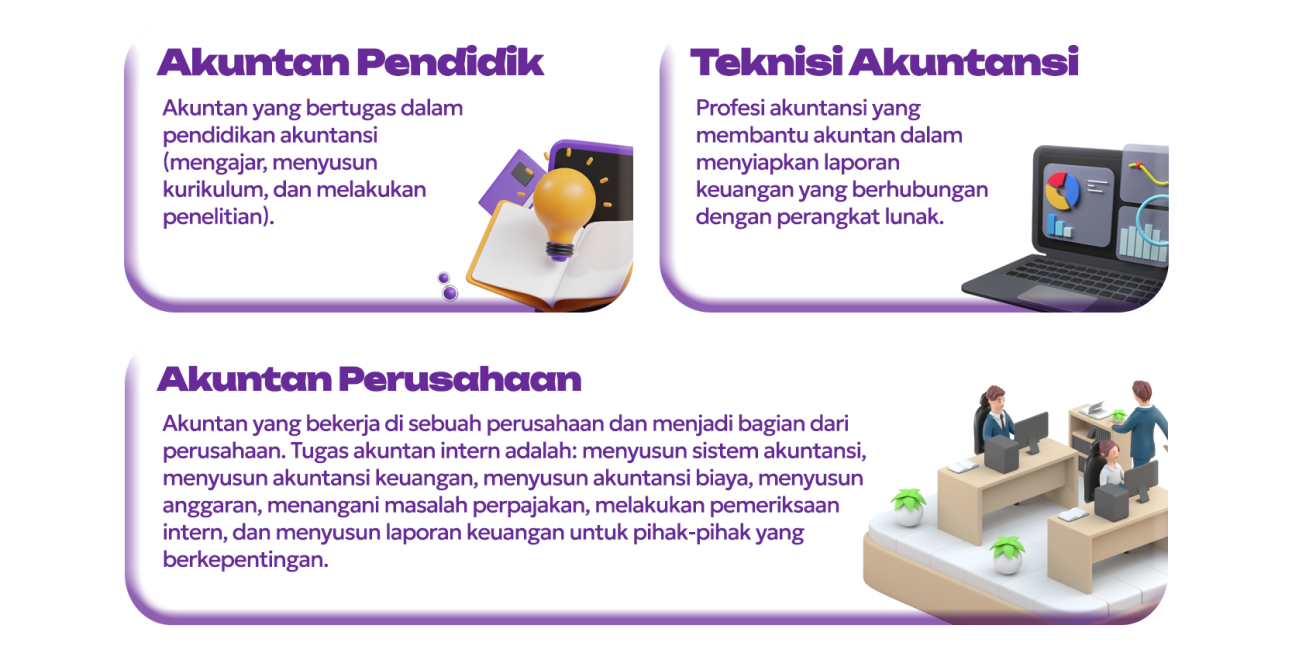 Akuntan Pendidik
Akuntan yang bertugas dalam
pendidikan akuntansi
(mengajar, menyusun
kurikulum, dan melakukan
penelitian).
Teknisi Akuntansi
Profesi akuntansi yang
membantu akuntan dalam
menyiapkan laporan
keuangan yang berhubungan
dengan perangkat lunak.
Akuntan Perusahaan
Akuntan yang bekerja di sebuah perusahaan dan menjadi bagian dari
perusahaan. Tugas akuntan intern adalah: menyusun sistem akuntansi,
menyusun akuntansi keuangan, menyusun akuntansi biaya, menyusun
anggaran, menangani masalah perpajakan, melakukan pemeriksaan
intern, dan menyusun laporan keuangan untuk pihak-pihak yang
berkepentingan.